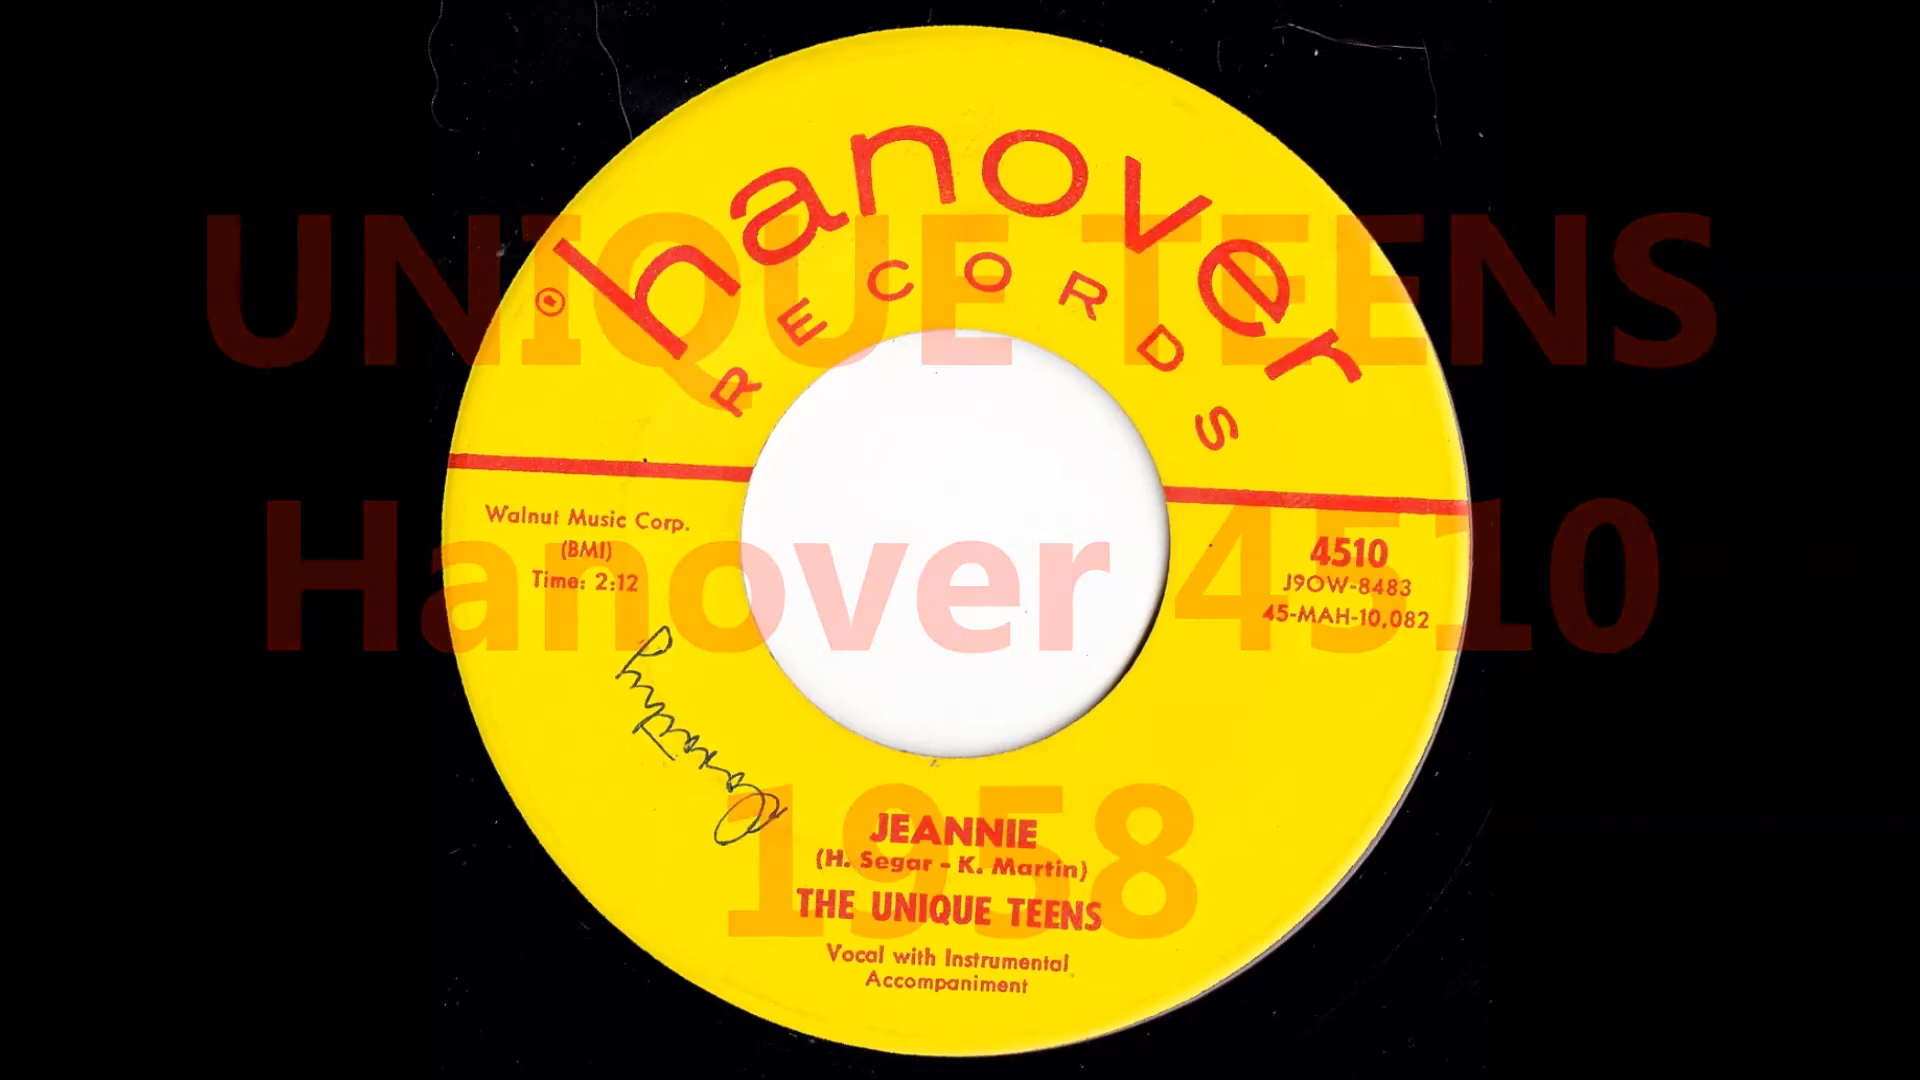 hanover
®
RECORDS
UNIQUE TEENS
Hanover 4510
1958
Walnut Music Corp.
(BMI)
Time: 2:12
4510
J9OW-8483
45-MAH-10,082
JEANNIE
(H. Segar - K. Martin)
THE UNIQUE TEENS
Vocal with Instrumental
Accompaniment